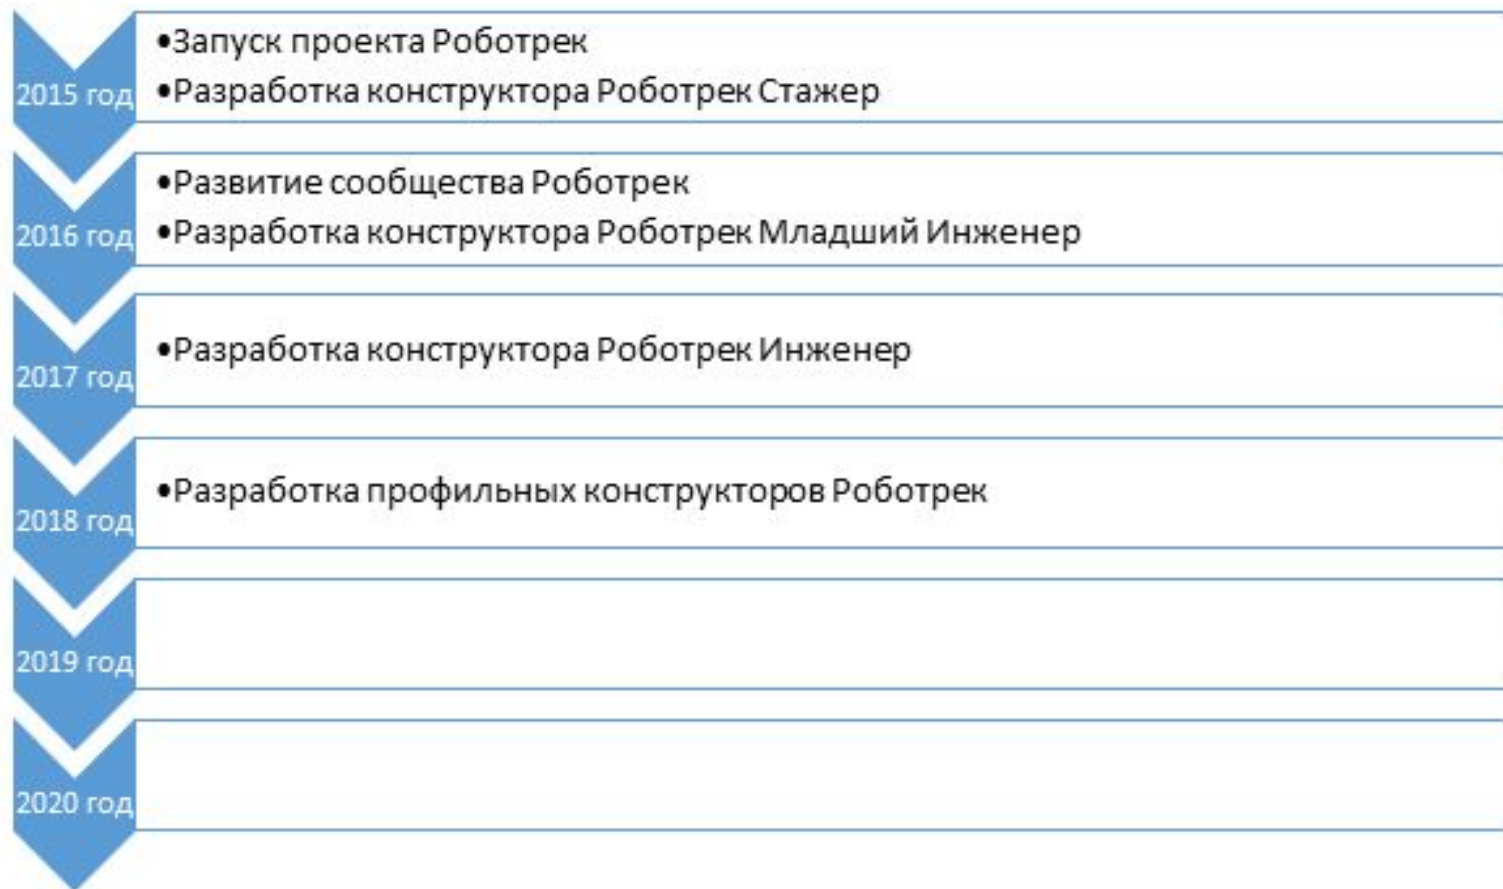 2015 год
•Запуск проекта Роботрек
•Разработка конструктора Роботрек Стажер
2016 год
•Развитие сообщества Роботрек
•Разработка конструктора Роботрек Младший Инженер
2017 год
•Разработка конструктора Роботрек Инженер
2018 год
•Разработка профильных конструкторов Роботрек
2019 год
2020 год